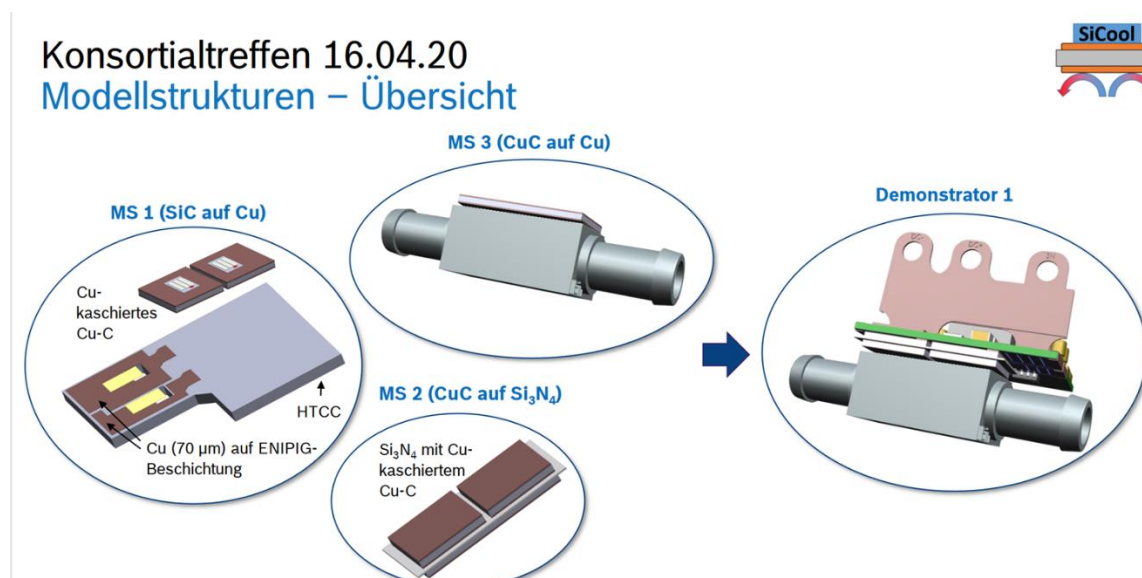 Konsortialtreffen 16.04.20
Modellstrukturen – Übersicht
SiCool
MS 1 (SiC auf Cu)
Cu-
kaschiertes
Cu-C
HTCC
Cu (70 µm) auf ENIPIG-
Beschichtung
MS 3 (CuC auf Cu)
MS 2 (CuC auf Si₃N₄)
Si₃N₄ mit Cu-
kaschiertem
Cu-C
Demonstrator 1